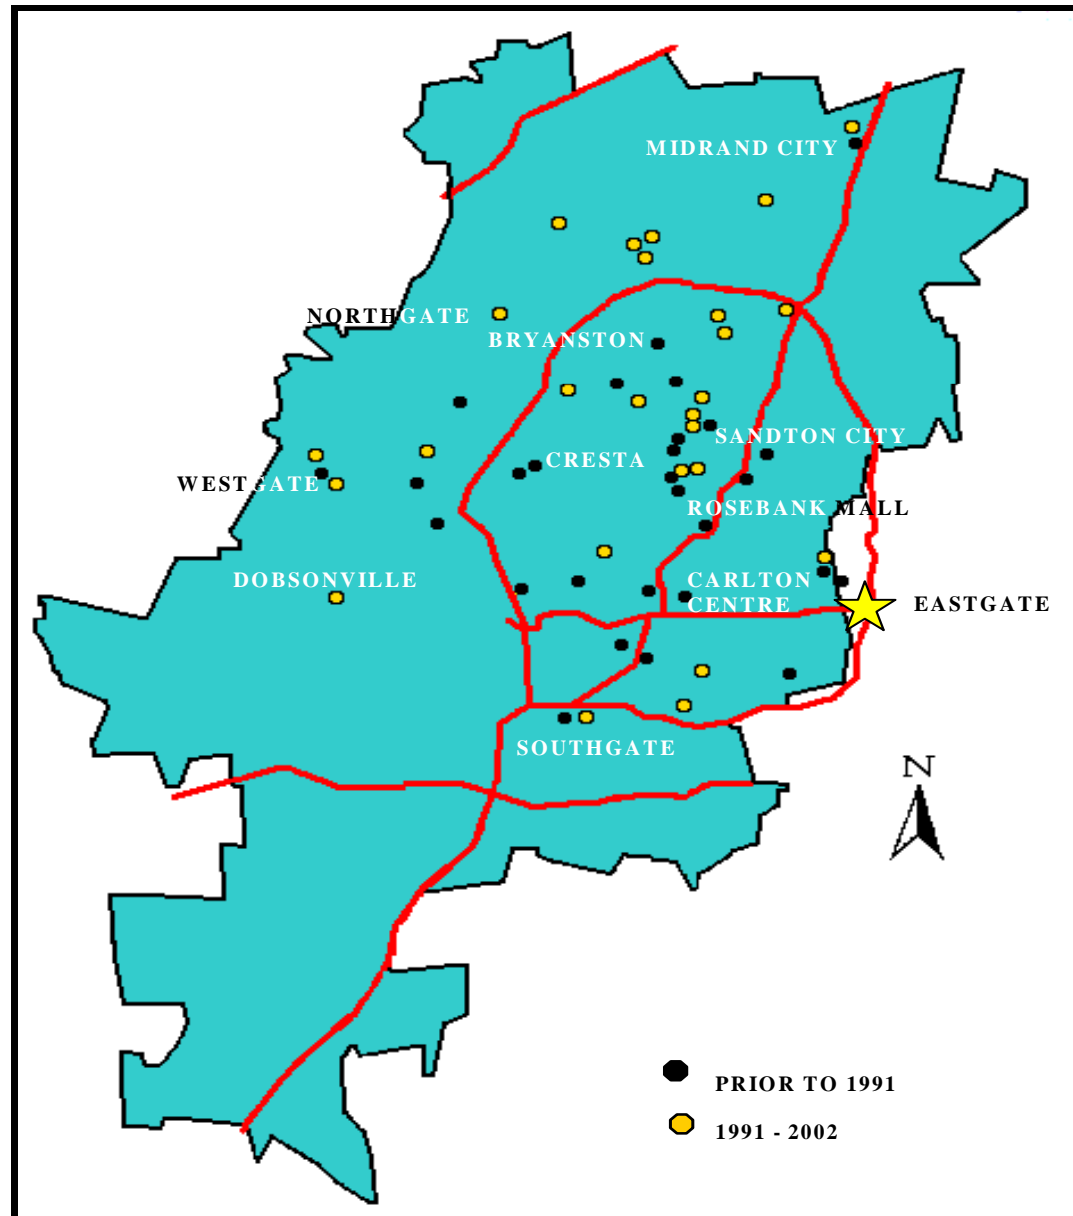 MIDRAND CITY
NORTHGATE
BRYANSTON
SANDTON CITY
CRESTA
WESTGATE
ROSEBANK MALL
DOBSONVILLE
CARLTON
CENTRE
EASTGATE
SOUTHGATE
N
PRIOR TO 1991
1991 - 2002